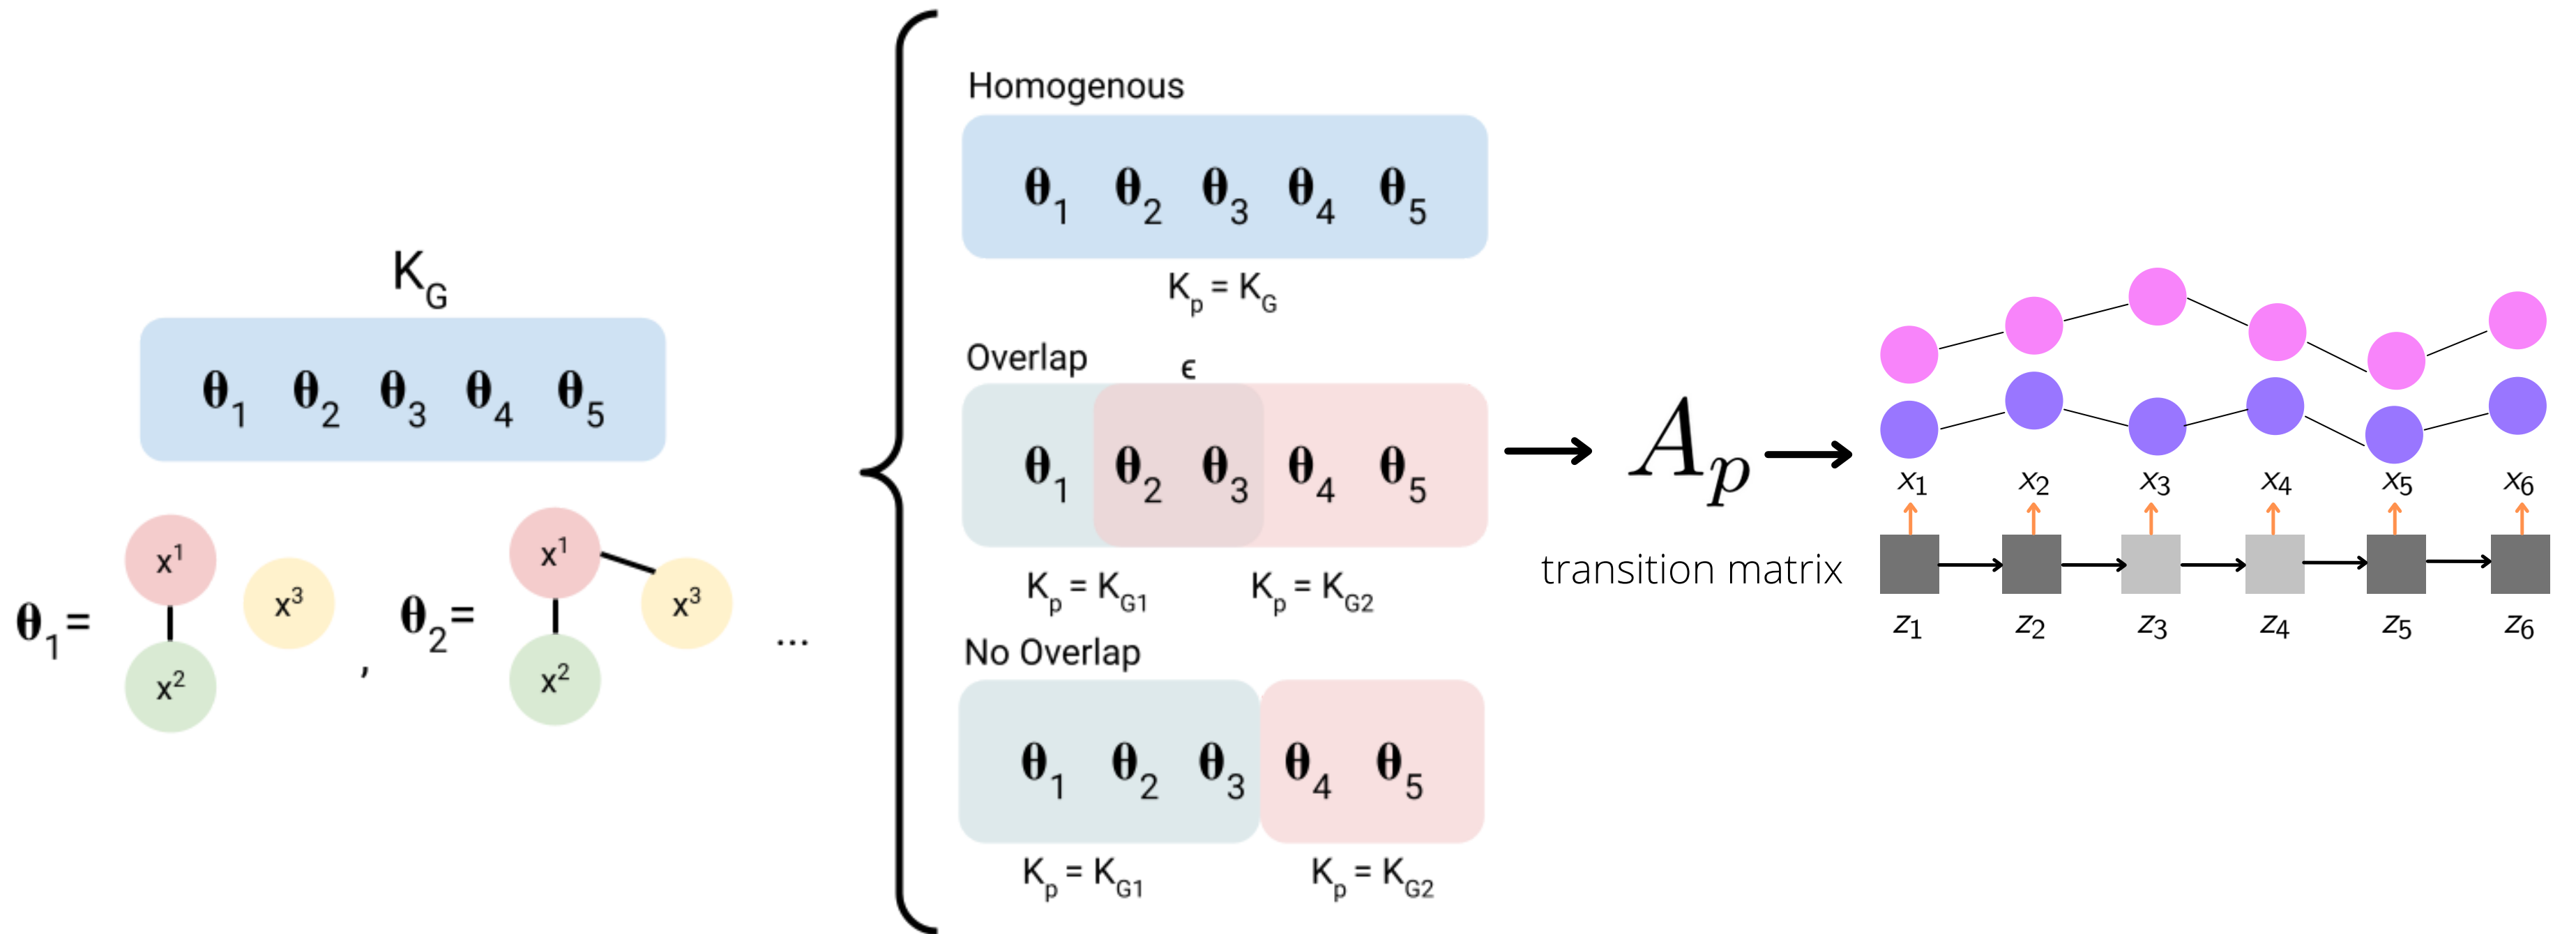 K_G
θ_1 θ_2 θ_3 θ_4 θ_5
θ_1=
x^1
x^2
x^3
,
θ_2=
x^1
x^2
x^3
...
Homogenous
θ_1 θ_2 θ_3 θ_4 θ_5
K_p = K_G
Overlap
ϵ
θ_1 θ_2 θ_3 θ_4 θ_5
K_p = K_G1 K_p = K_G2
No Overlap
θ_1 θ_2 θ_3 θ_4 θ_5
K_p = K_G1 K_p = K_G2
A_p
transition matrix
x_1 x_2 x_3 x_4 x_5 x_6
z_1 z_2 z_3 z_4 z_5 z_6